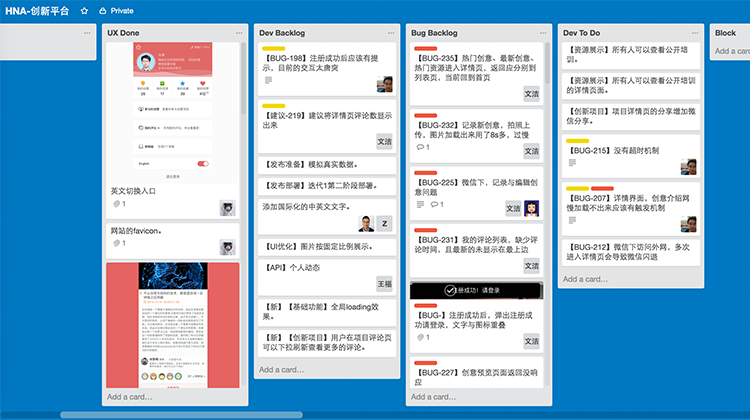 HNA-创新平台 Private
UX Done
English
英文切换入口
1
网站的favicon。
1
Add a card…
Dev Backlog
【BUG-198】注册成功后应该有提
示，目前的交互太唐突
【建议-219】建议将详情页评论数显示
出来
文洁
【发布准备】模拟真实数据。
【发布部署】迭代1第二阶段部署。
添加国际化的中英文文字。
Z
【UI优化】图片按固定比例展示。
【API】个人动态
王福
【新】【基础功能】全局loading效
果。
【新】【创新项目】用户在项目评论页
可以下拉刷新查看更多的评论。
Add a card…
Bug Backlog
【BUG-235】热门创意、最新创意、
热门资源进入详情页，返回应分别到
列表页，当前回到首页
文洁
【BUG-232】记录新创意，拍照上
传，图片加载出来用了8s多，过慢
1
文洁
【BUG-225】微信下，记录与编辑创
意问题
1
文洁
【BUG-231】我的评论列表，缺少评
论时间，且最新的未显示在最上边
文洁
册成功！请登录
【BUG-】注册成功后，弹出注册成
功请登录，文字与图标重叠
1
文洁
【BUG-227】创意预览页面返回没响
应
Add a card…
Dev To Do
【资源展示】所有人可以查看公开培
训。
【资源展示】所有人可以查看公开培训
的详情页面。
【创新项目】项目详情页的分享增加微
信分享。
【BUG-215】没有超时机制
【BUG-207】详情界面，创意介绍网
慢加载不出来应该有触发机制
【BUG-212】微信下访问外网，多次
进入详情页会导致微信闪退
Add a card…
Block
Add a car